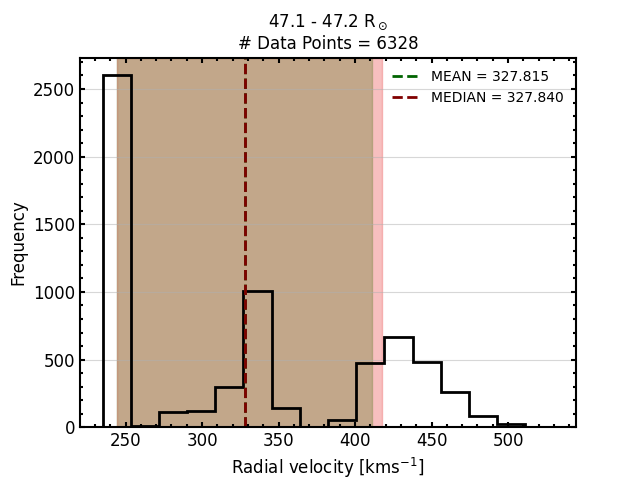 47.1 - 47.2 R⊙
# Data Points = 6328
MEAN = 327.815
MEDIAN = 327.840
Frequency
2500
2000
1500
1000
500
0
250 300 350 400 450 500
Radial velocity [kms⁻¹]